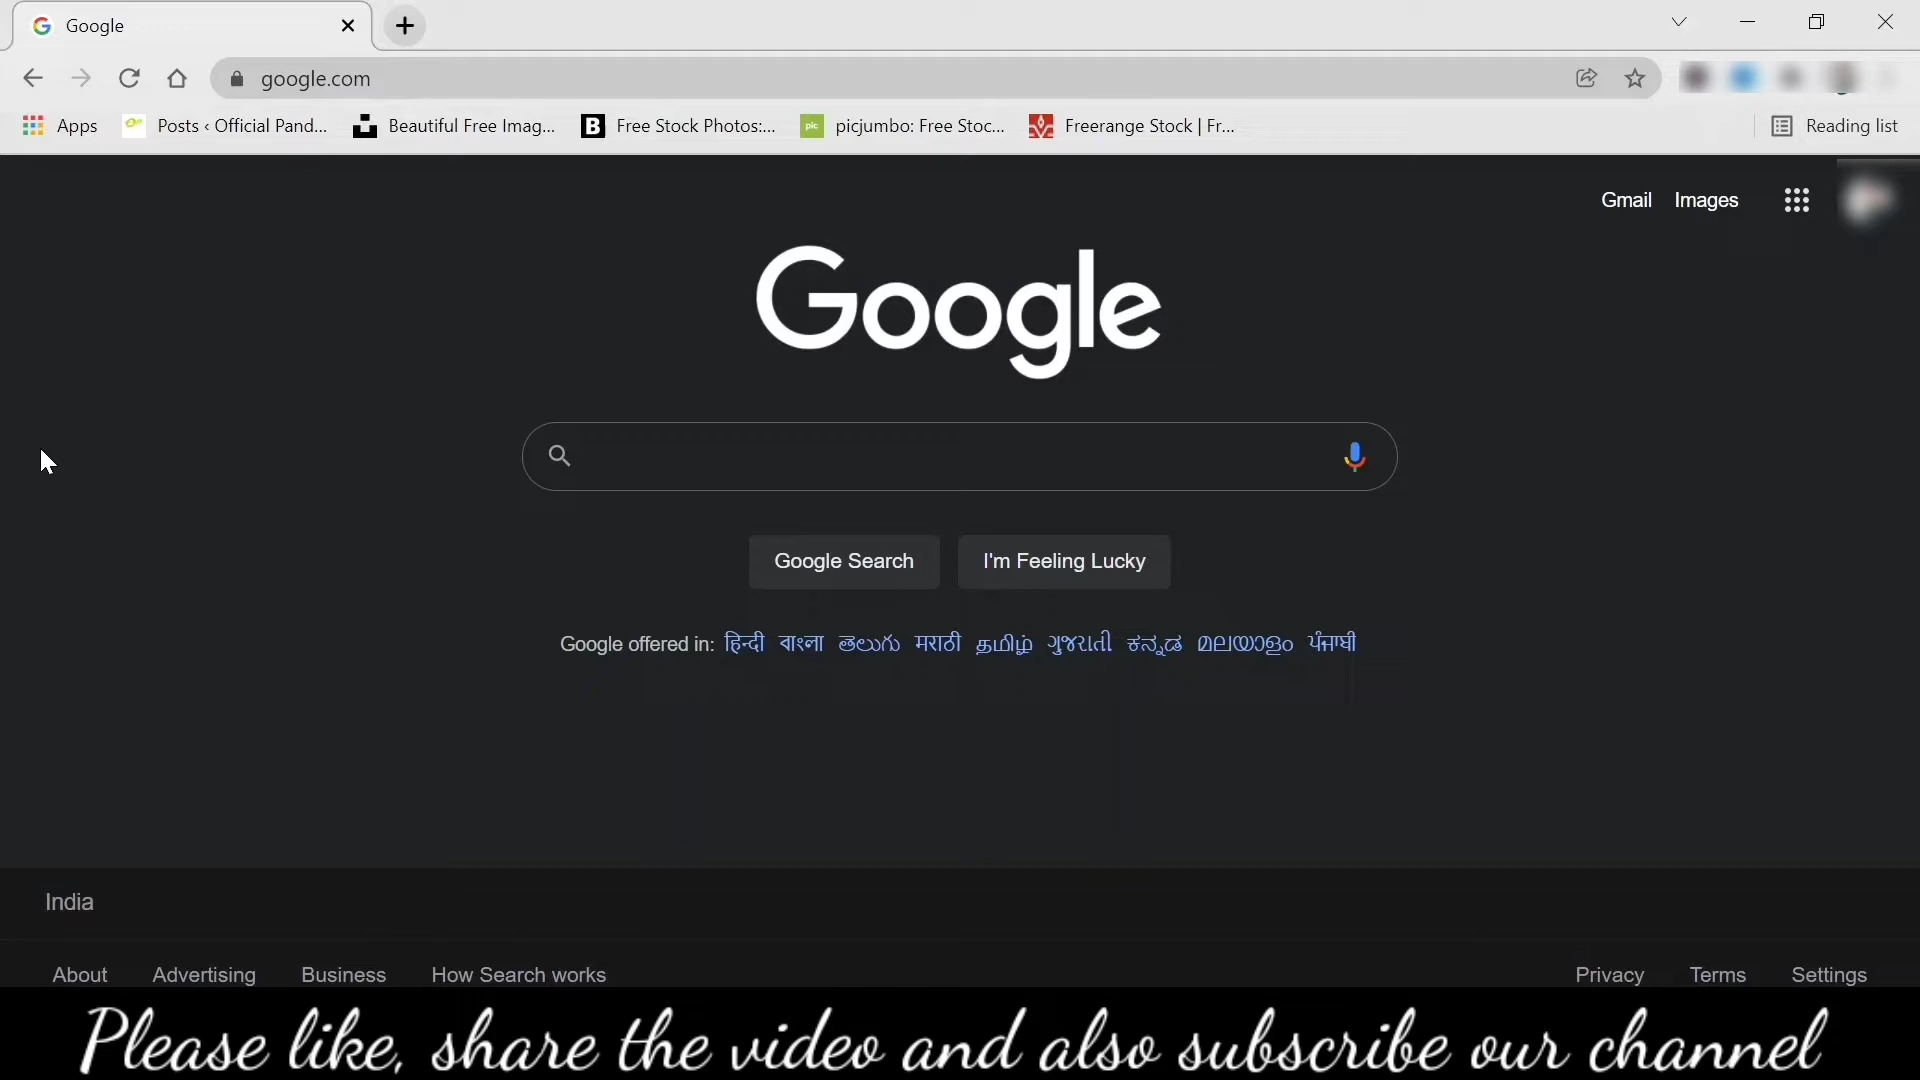 Google
google.com
Apps Posts ‹ Official Pand... Beautiful Free Imag... B Free Stock Photos:... pic picjumbo: Free Stoc... Freerange Stock | Fr... Reading list
Gmail Images
Google
Google Search I'm Feeling Lucky
Google offered in: हिन्दी বাংলা తెలుగు मराठी தமிழ் ગુજરાતી ಕನ್ನಡ മലയാളം ਪੰਜਾਬੀ
India
About Advertising Business How Search works Privacy Terms Settings
Please like, share the video and also subscribe our channel